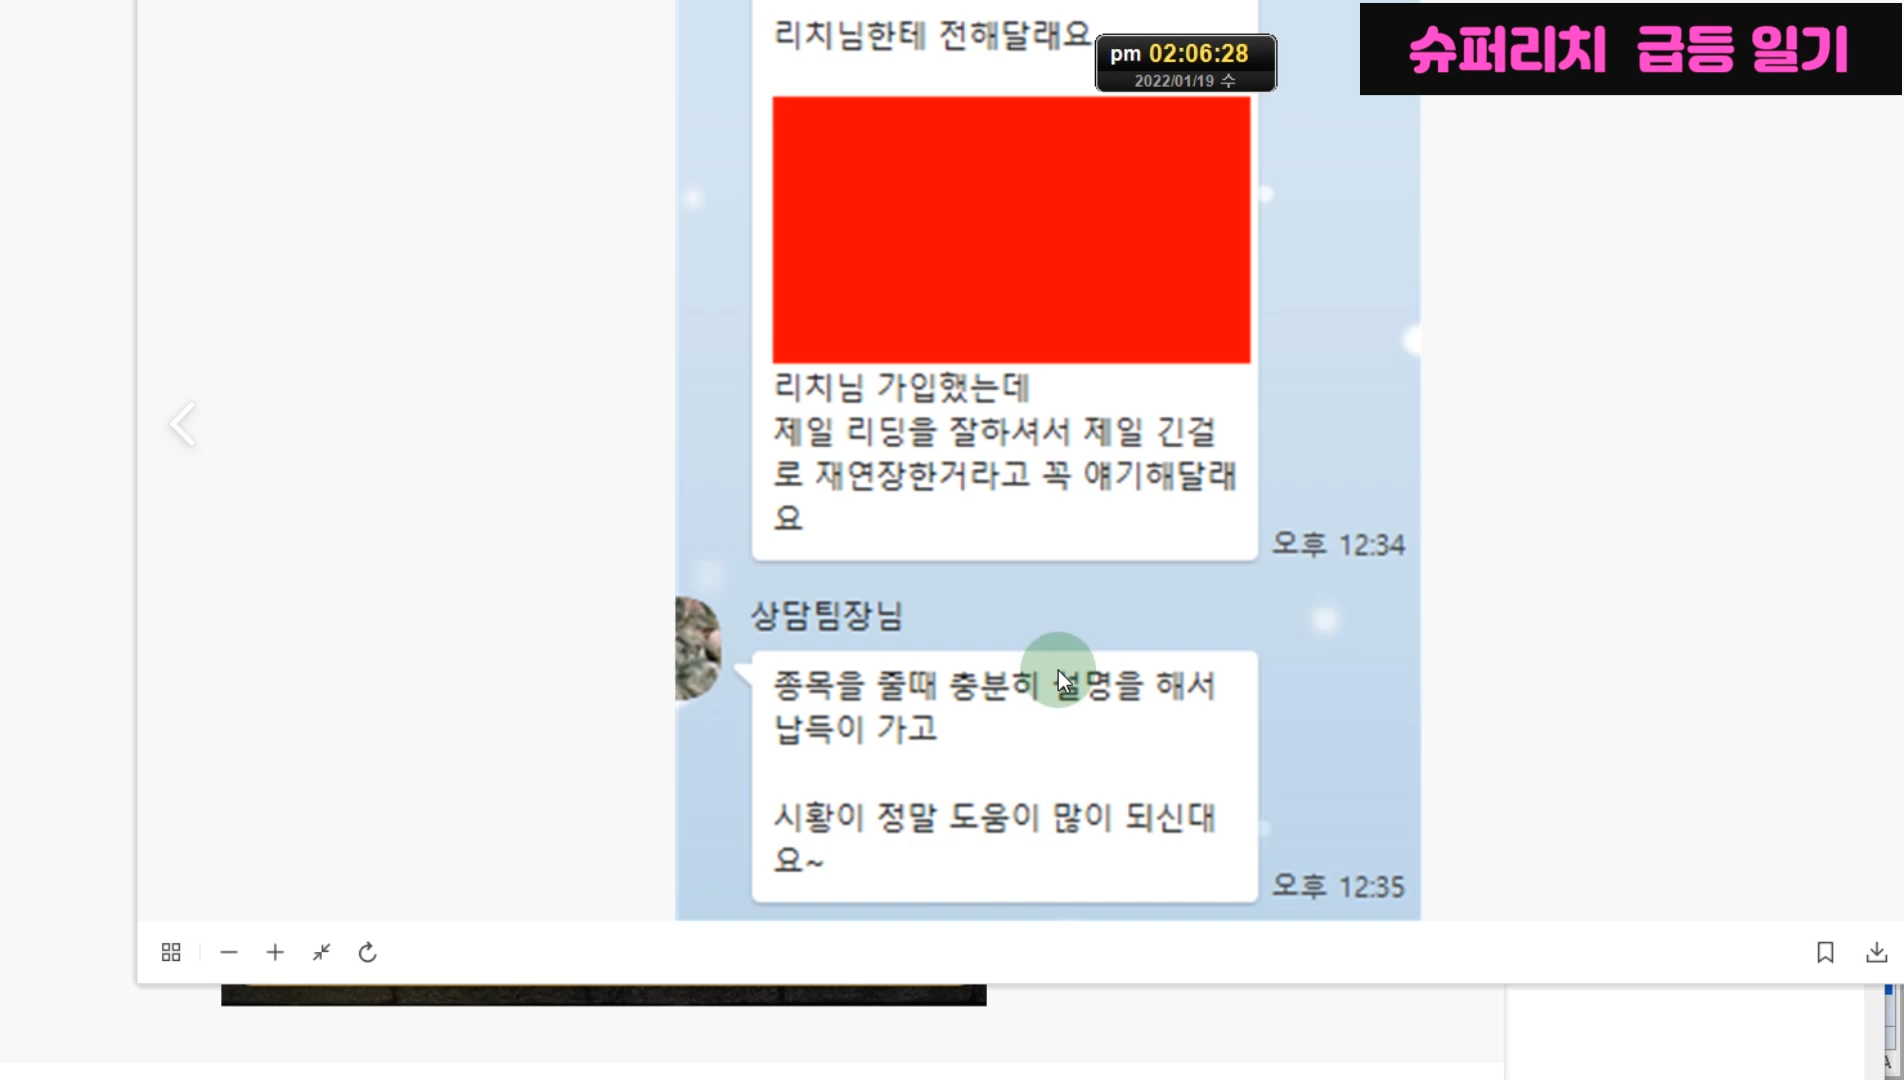 리치님한테 전해달래요
pm 02:06:28
2022/01/19 수
슈퍼리치 급등 일기
리치님 가입했는데
제일 리딩을 잘하셔서 제일 긴걸
로 재연장한거라고 꼭 얘기해달래
요
오후 12:34
상담팀장님
종목을 줄때 충분히 설명을 해서
납득이 가고
시황이 정말 도움이 많이 되신대
요~
오후 12:35